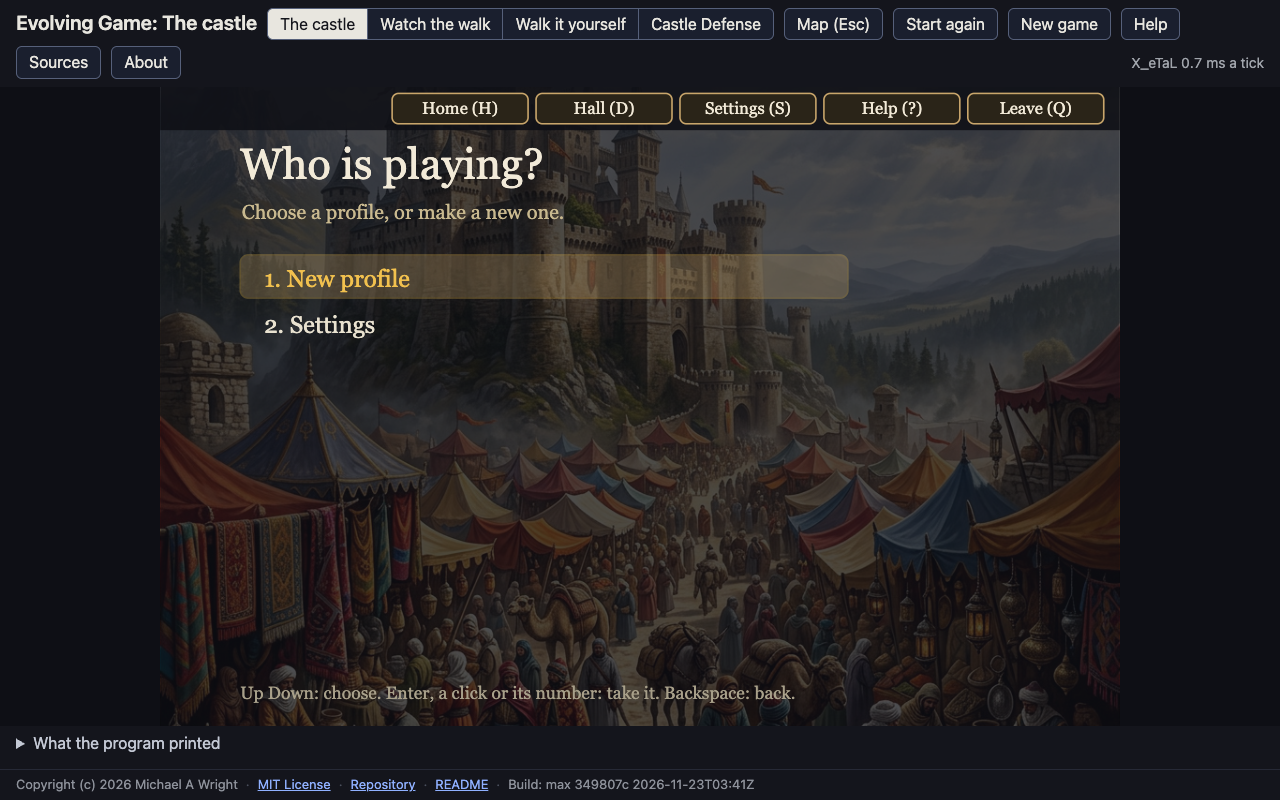 Evolving Game: The castle
The castle
Watch the walk
Walk it yourself
Castle Defense
Map (Esc)
Start again
New game
Help
Sources
About
X_eTaL 0.7 ms a tick
Home (H)
Hall (D)
Settings (S)
Help (?)
Leave (Q)
Who is playing?
Choose a profile, or make a new one.
1. New profile
2. Settings
Up Down: choose. Enter, a click or its number: take it. Backspace: back.
What the program printed
Copyright (c) 2026 Michael A Wright · MIT License · Repository · README · Build: max 349807c 2026-11-23T03:41Z